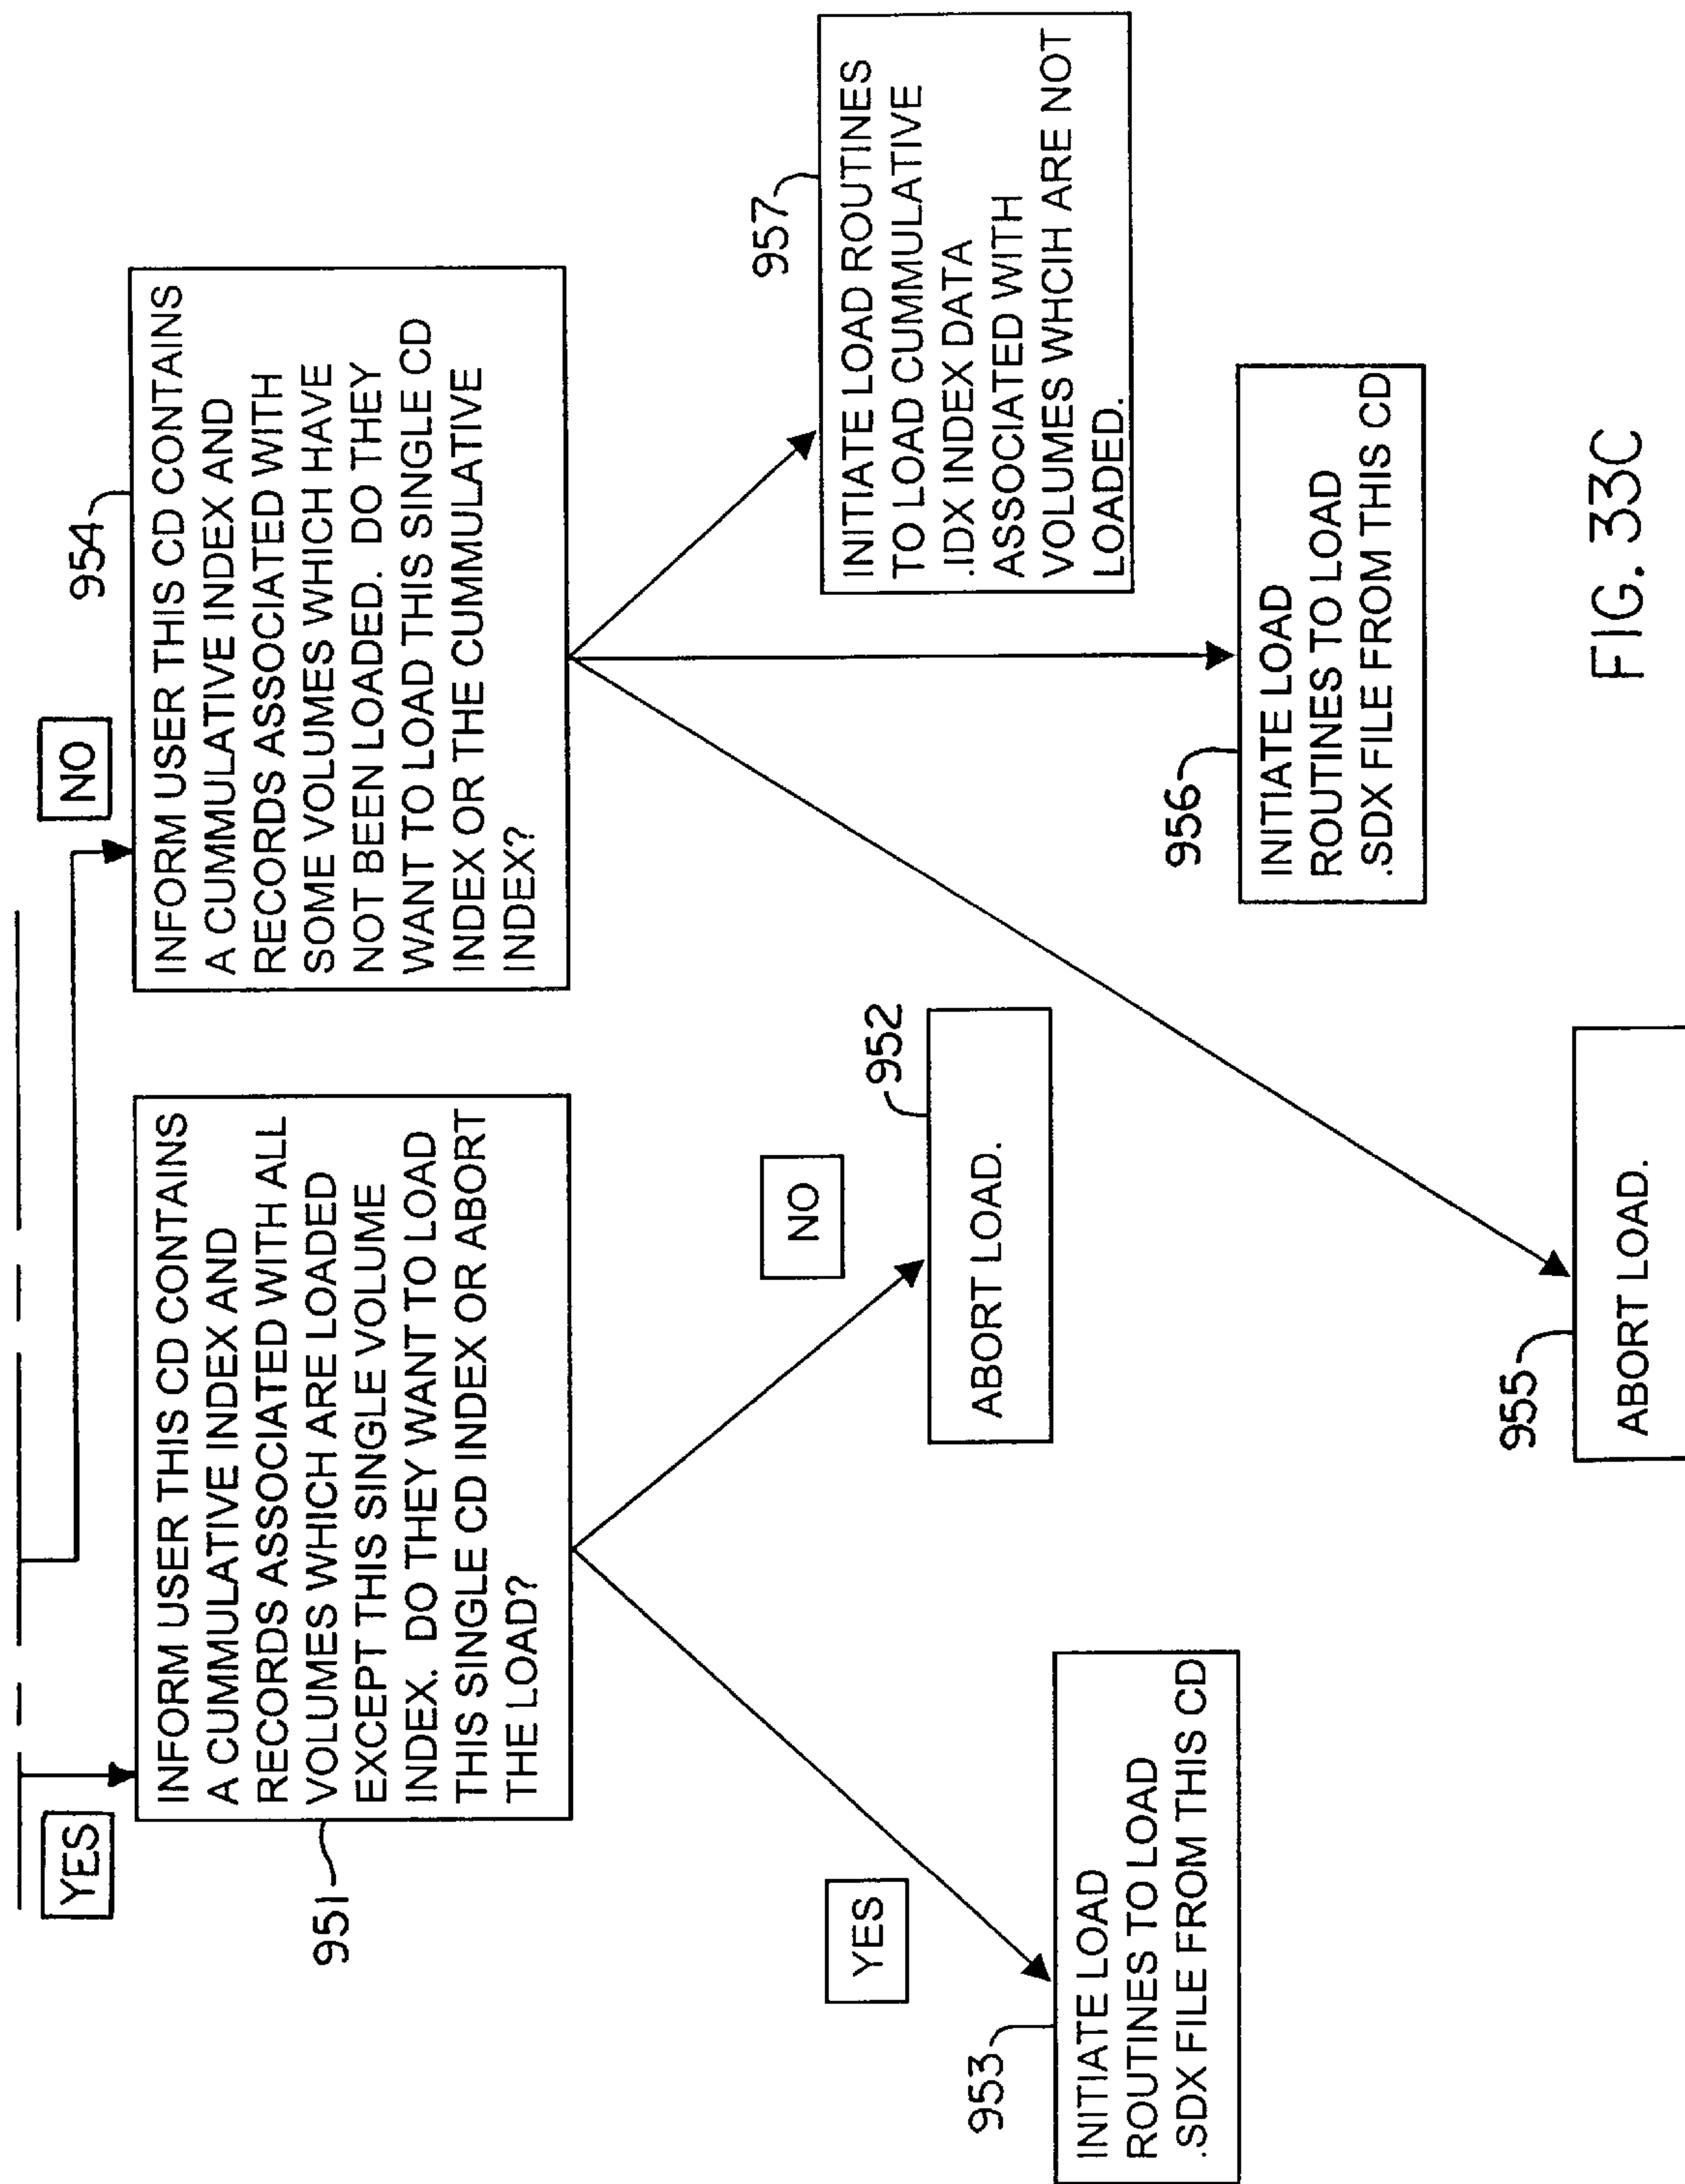 YES
NO
951
INFORM USER THIS CD CONTAINS
A CUMMULATIVE INDEX AND
RECORDS ASSOCIATED WITH ALL
VOLUMES WHICH ARE LOADED
EXCEPT THIS SINGLE VOLUME
INDEX. DO THEY WANT TO LOAD
THIS SINGLE CD INDEX OR ABORT
THE LOAD?
954
INFORM USER THIS CD CONTAINS
A CUMMULATIVE INDEX AND
RECORDS ASSOCIATED WITH
SOME VOLUMES WHICH HAVE
NOT BEEN LOADED. DO THEY
WANT TO LOAD THIS SINGLE CD
INDEX OR THE CUMMULATIVE
INDEX?
YES
NO
953
INITIATE LOAD
ROUTINES TO LOAD
.SDX FILE FROM THIS CD
952
ABORT LOAD.
955
ABORT LOAD.
956
INITIATE LOAD
ROUTINES TO LOAD
.SDX FILE FROM THIS CD
957
INITIATE LOAD ROUTINES
TO LOAD CUMMULATIVE
.IDX INDEX DATA
ASSOCIATED WITH
VOLUMES WHCIH ARE NOT
LOADED.
FIG. 33C